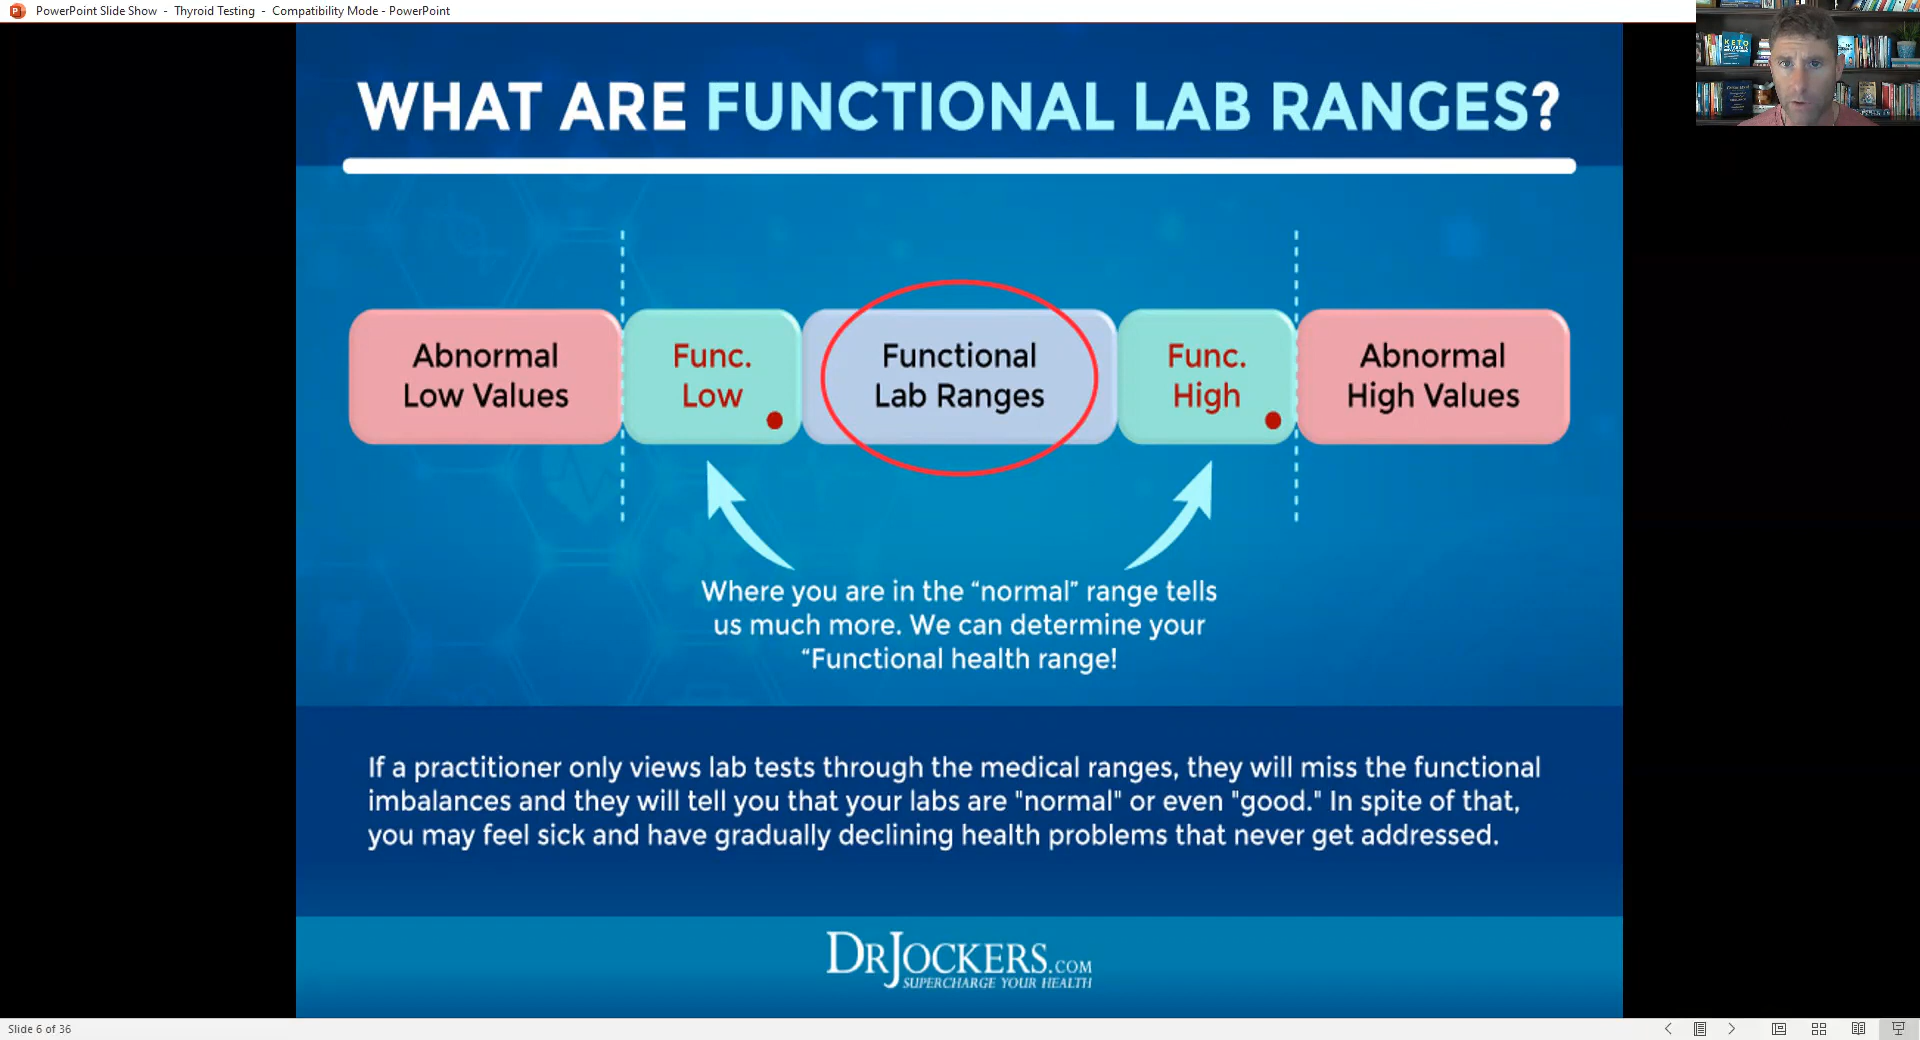 PowerPoint Slide Show - Thyroid Testing - Compatibility Mode - PowerPoint
KETO
WHAT ARE FUNCTIONAL LAB RANGES?
Abnormal
Low Values
Func.
Low
Functional
Lab Ranges
Func.
High
Abnormal
High Values
Where you are in the “normal” range tells
us much more. We can determine your
“Functional health range!
If a practitioner only views lab tests through the medical ranges, they will miss the functional
imbalances and they will tell you that your labs are "normal" or even "good." In spite of that,
you may feel sick and have gradually declining health problems that never get addressed.
DRJOCKERS.COM
SUPERCHARGE YOUR HEALTH
Slide 6 of 36